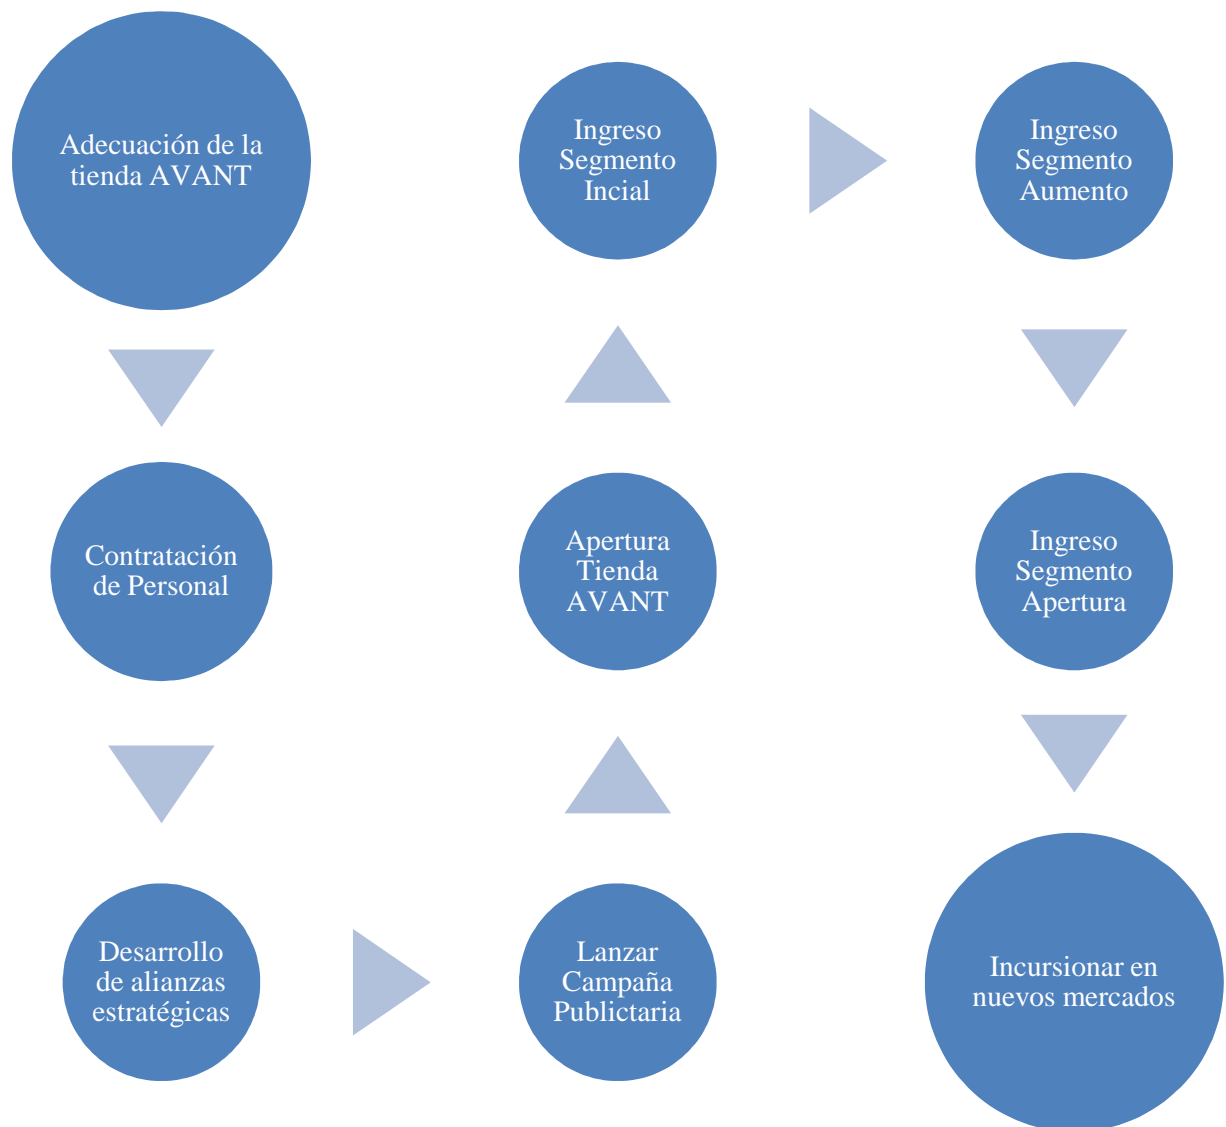 Adecuación de la
tienda AVANT
Contratación
de Personal
Desarrollo
de alianzas
estratégicas
Lanzar
Campaña
Publictaria
Apertura
Tienda
AVANT
Ingreso
Segmento
Incial
Ingreso
Segmento
Aumento
Ingreso
Segmento
Apertura
Incursionar en
nuevos mercados